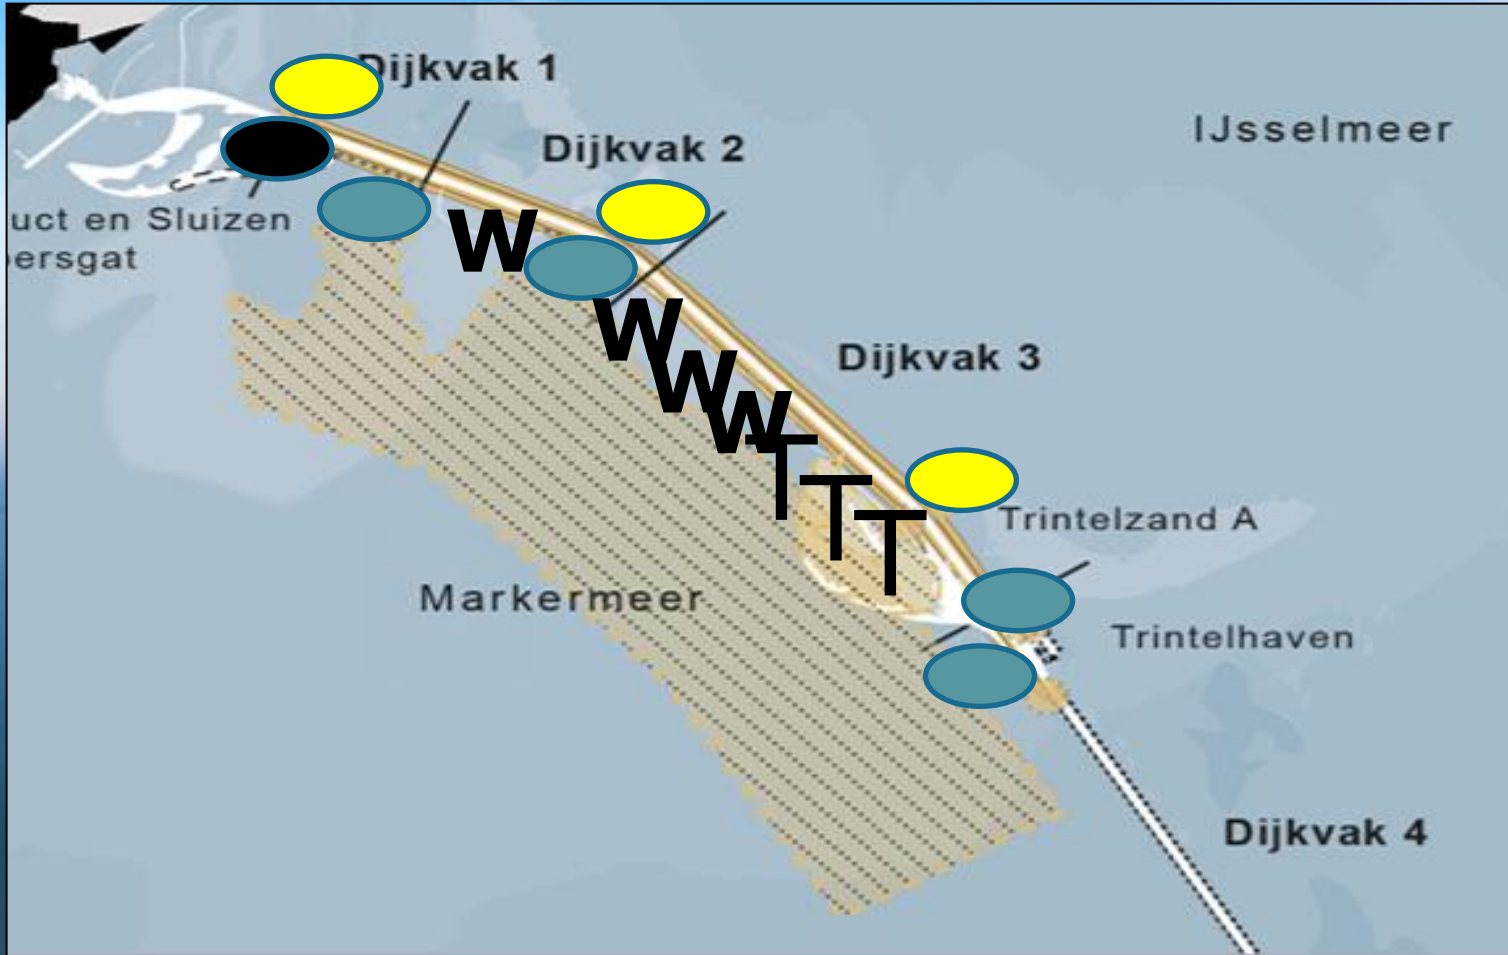 Dijkvak 1
Dijkvak 2
IJsselmeer
uct en Sluizen
ersgat
W
W
W
W
Dijkvak 3
T
T
T
Trintelzand A
Markermeer
Trintelhaven
Dijkvak 4